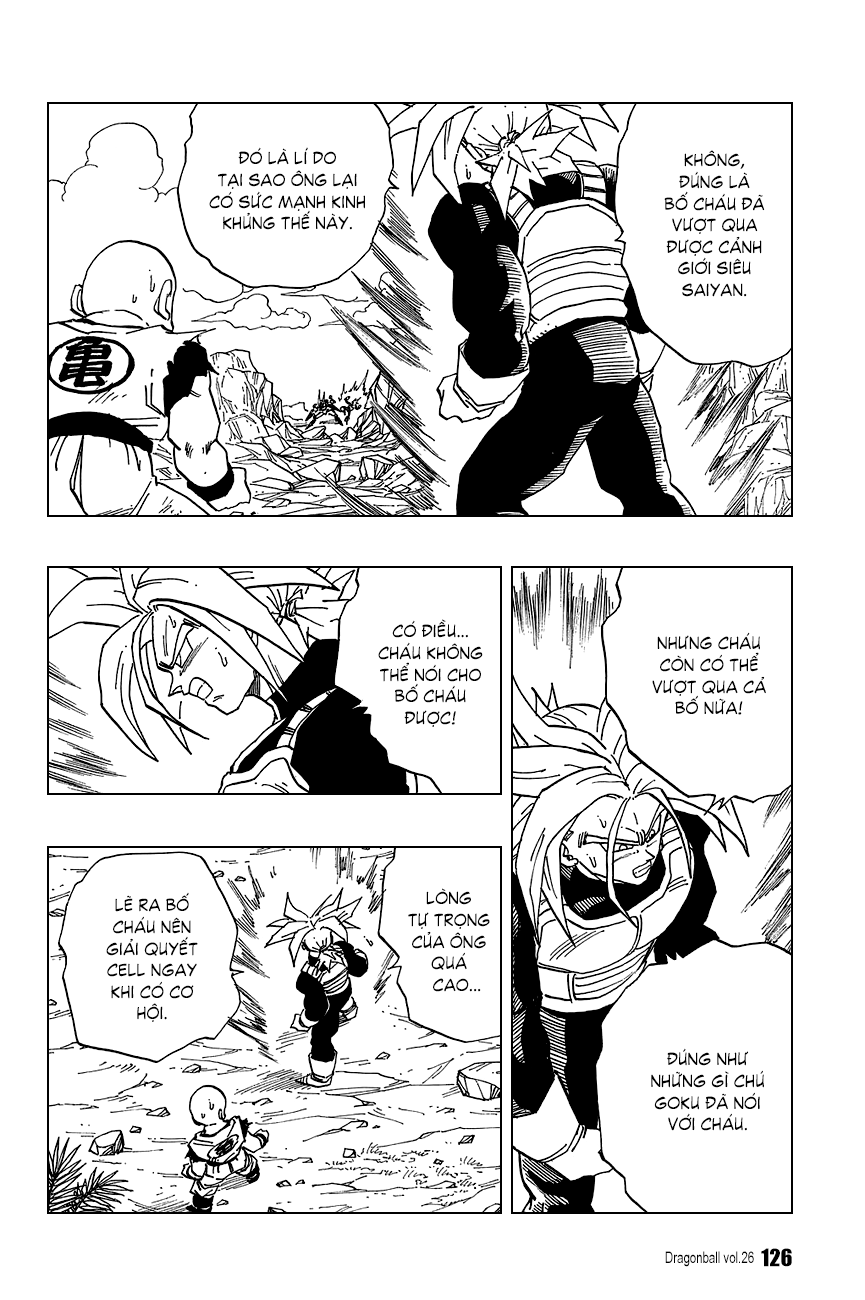 KHÔNG,
ĐÚNG LÀ
BỐ CHÁU ĐÃ
VƯỢT QUA
ĐƯỢC CẢNH
GIỚI SIÊU
SAIYAN.
ĐÓ LÀ LÍ DO
TẠI SAO ÔNG LẠI
CÓ SỨC MẠNH KINH
KHỦNG THẾ NÀY.
亀
NHƯNG CHÁU
CÒN CÓ THỂ
VƯỢT QUA CẢ
BỐ NỮA!
ĐÚNG NHƯ
NHỮNG GÌ CHÚ
GOKU ĐÃ NÓI
VỚI CHÁU.
CÓ ĐIỀU...
CHÁU KHÔNG
THỂ NÓI CHO
BỐ CHÁU
ĐƯỢC!
LÒNG
TỰ TRỌNG
CỦA ÔNG
QUÁ
CAO...
LẼ RA BỐ
CHÁU NÊN
GIẢI QUYẾT
CELL NGAY
KHI CÓ CƠ
HỘI.
Dragonball vol.26 126